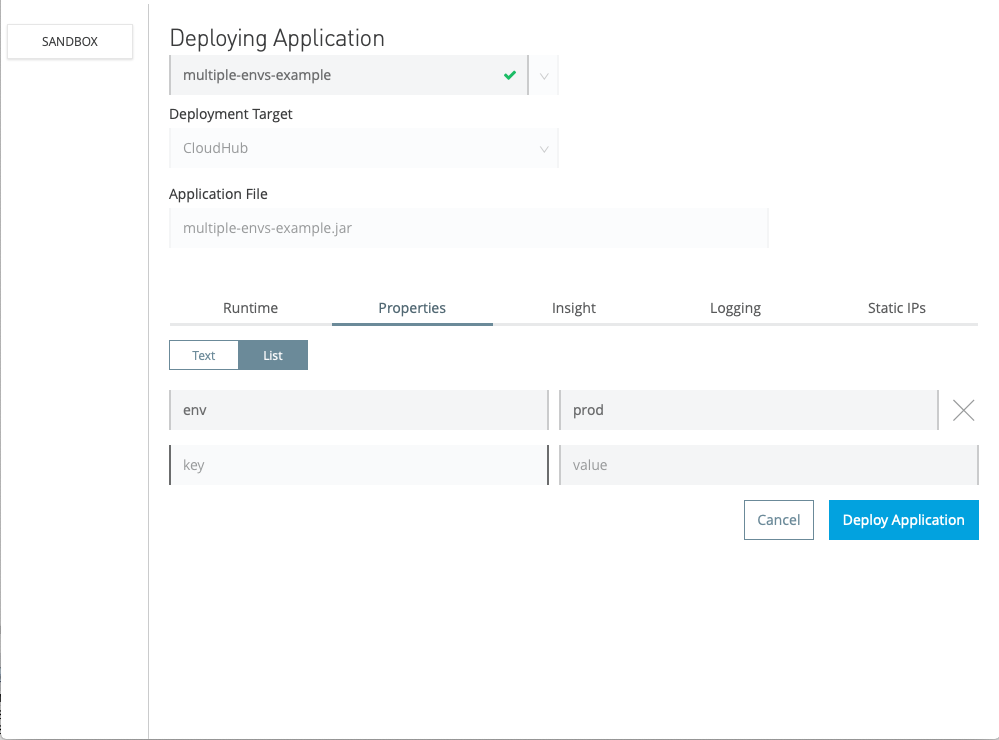 SANDBOX
Deploying Application
multiple-envs-example
Deployment Target
CloudHub
Application File
multiple-envs-example.jar
Runtime Properties Insight Logging Static IPs
Text List
env prod
key value
Cancel Deploy Application